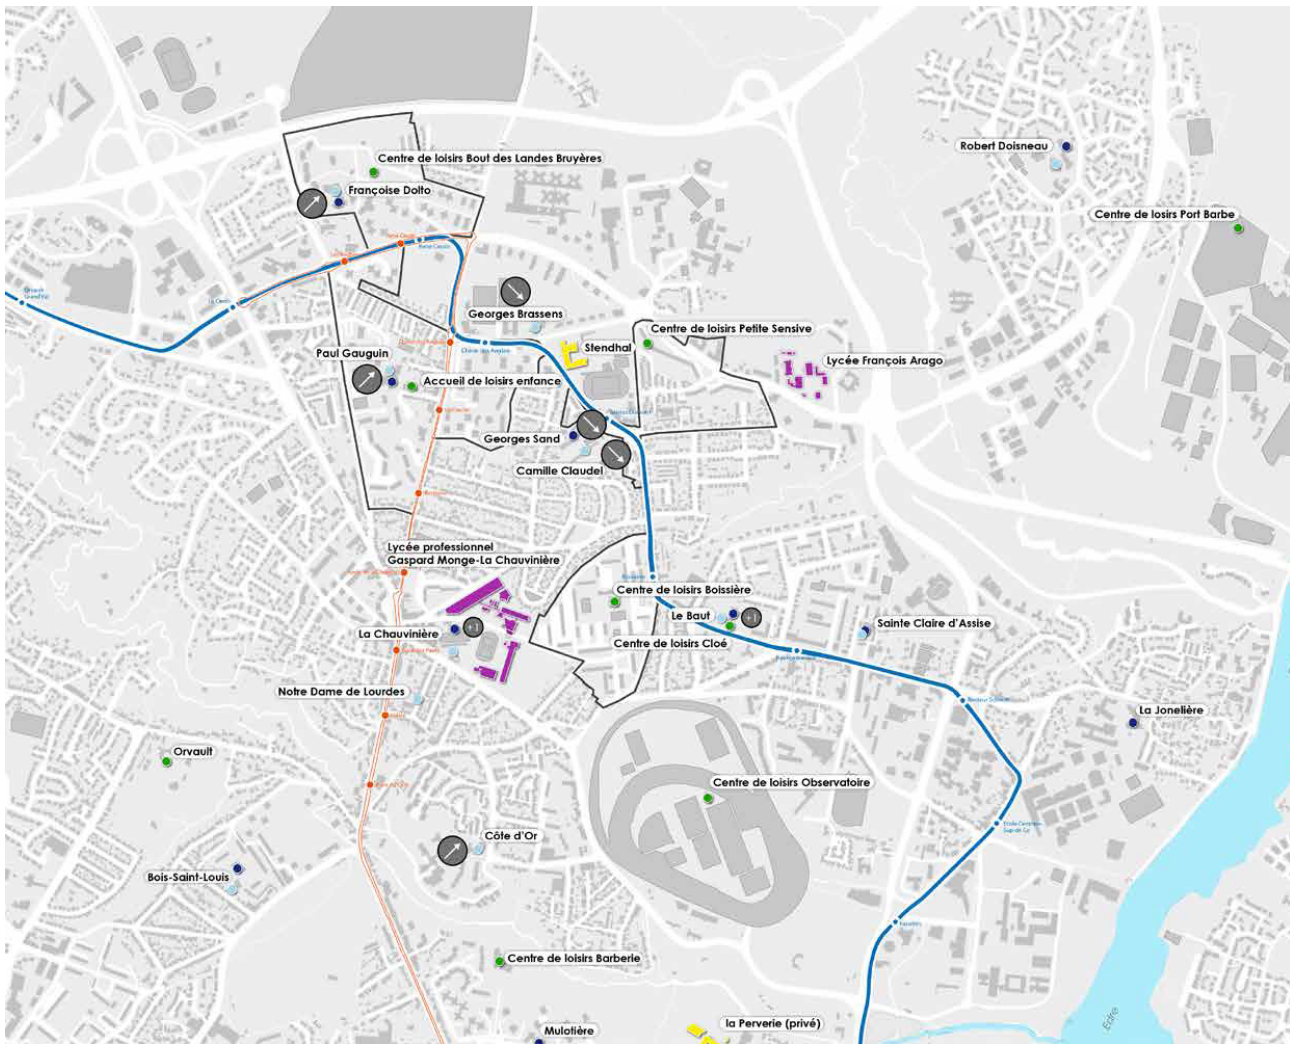 Robert Doisneau
Centre de loisirs Bout des Landes Bruyères
Françoise Dolto
Centre de loisirs Port Barbe
Georges Brassens
Centre de loisirs Petite Sensive
Stendhal
Paul Gauguin
Lycée François Arago
Accueil de loisirs enfance
Georges Sand
Camille Claudel
Lycée professionnel
Gaspard Monge-La Chauvinière
Centre de loisirs Boissière
Le Baut
+1
Sainte Claire d'Assise
La Chauvinière
+1
Centre de loisirs Cloé
Notre Dame de Lourdes
La Jonelière
Orvault
Centre de loisirs Observatoire
Côte d'Or
Bois-Saint-Louis
Centre de loisirs Barberie
Mulotière
la Perverie (privé)